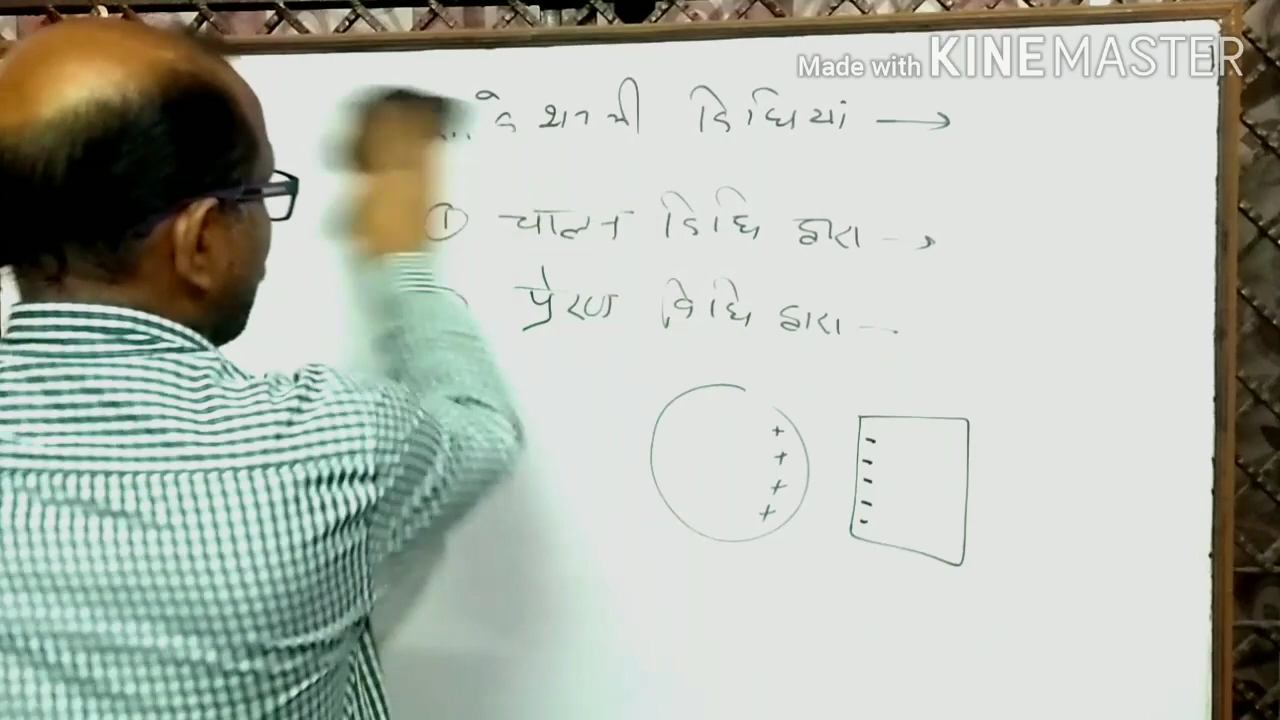 Made with KINEMASTER
की विधियां →
① चालन विधि द्वारा →
प्रेरण विधि द्वारा –
+
+
+
+
-
-
-
-
-